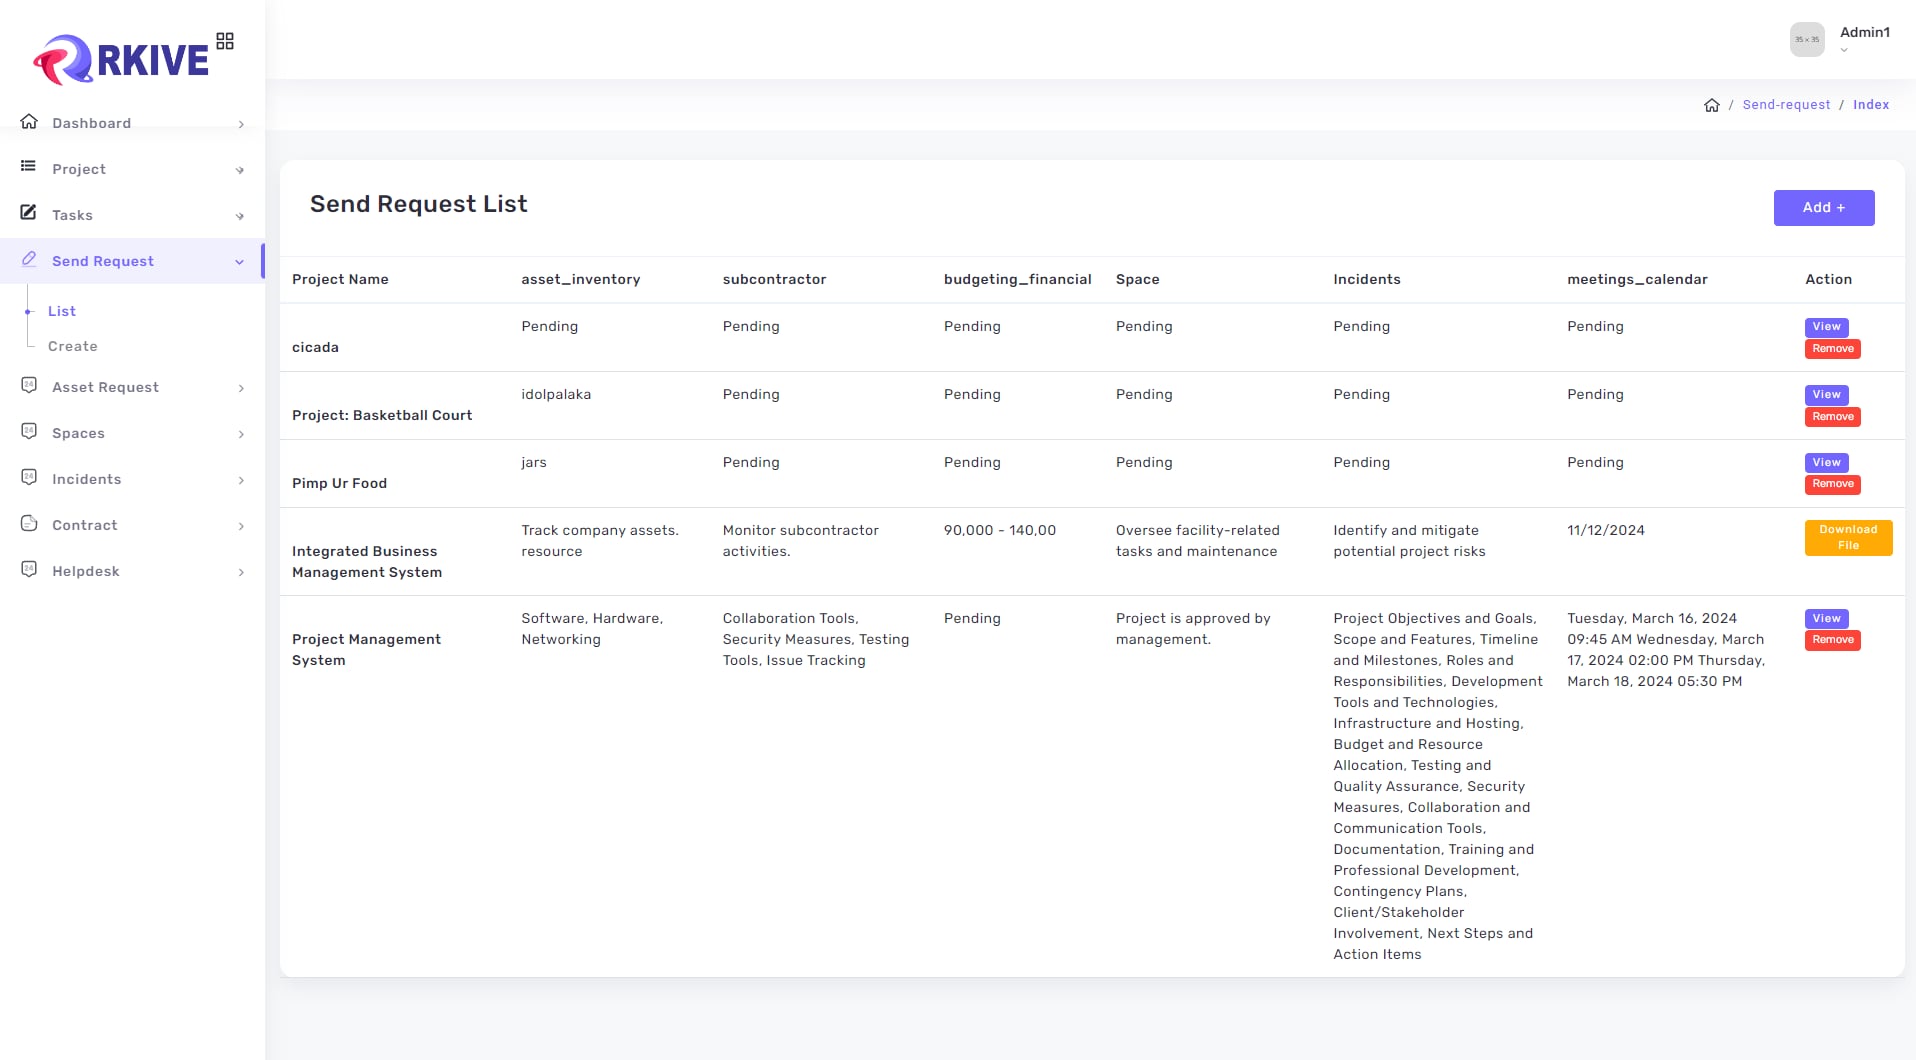 RKIVE
35 × 35
Admin1
Dashboard
Project
Tasks
Send Request
List
Create
Asset Request
Spaces
Incidents
Contract
Helpdesk
/ Send-request / Index
Send Request List
Add +
Project Name asset_inventory subcontractor budgeting_financial Space Incidents meetings_calendar Action
cicada
Pending Pending Pending Pending Pending Pending
View
Remove
Project: Basketball Court
idolpalaka Pending Pending Pending Pending Pending
View
Remove
Pimp Ur Food
jars Pending Pending Pending Pending Pending
View
Remove
Integrated Business
Management System
Track company assets.
resource
Monitor subcontractor
activities.
90,000 - 140,00
Oversee facility-related
tasks and maintenance
Identify and mitigate
potential project risks
11/12/2024
Download
File
Project Management
System
Software, Hardware,
Networking
Collaboration Tools,
Security Measures, Testing
Tools, Issue Tracking
Pending
Project is approved by
management.
Project Objectives and Goals,
Scope and Features, Timeline
and Milestones, Roles and
Responsibilities, Development
Tools and Technologies,
Infrastructure and Hosting,
Budget and Resource
Allocation, Testing and
Quality Assurance, Security
Measures, Collaboration and
Communication Tools,
Documentation, Training and
Professional Development,
Contingency Plans,
Client/Stakeholder
Involvement, Next Steps and
Action Items
Tuesday, March 16, 2024
09:45 AM Wednesday, March
17, 2024 02:00 PM Thursday,
March 18, 2024 05:30 PM
View
Remove